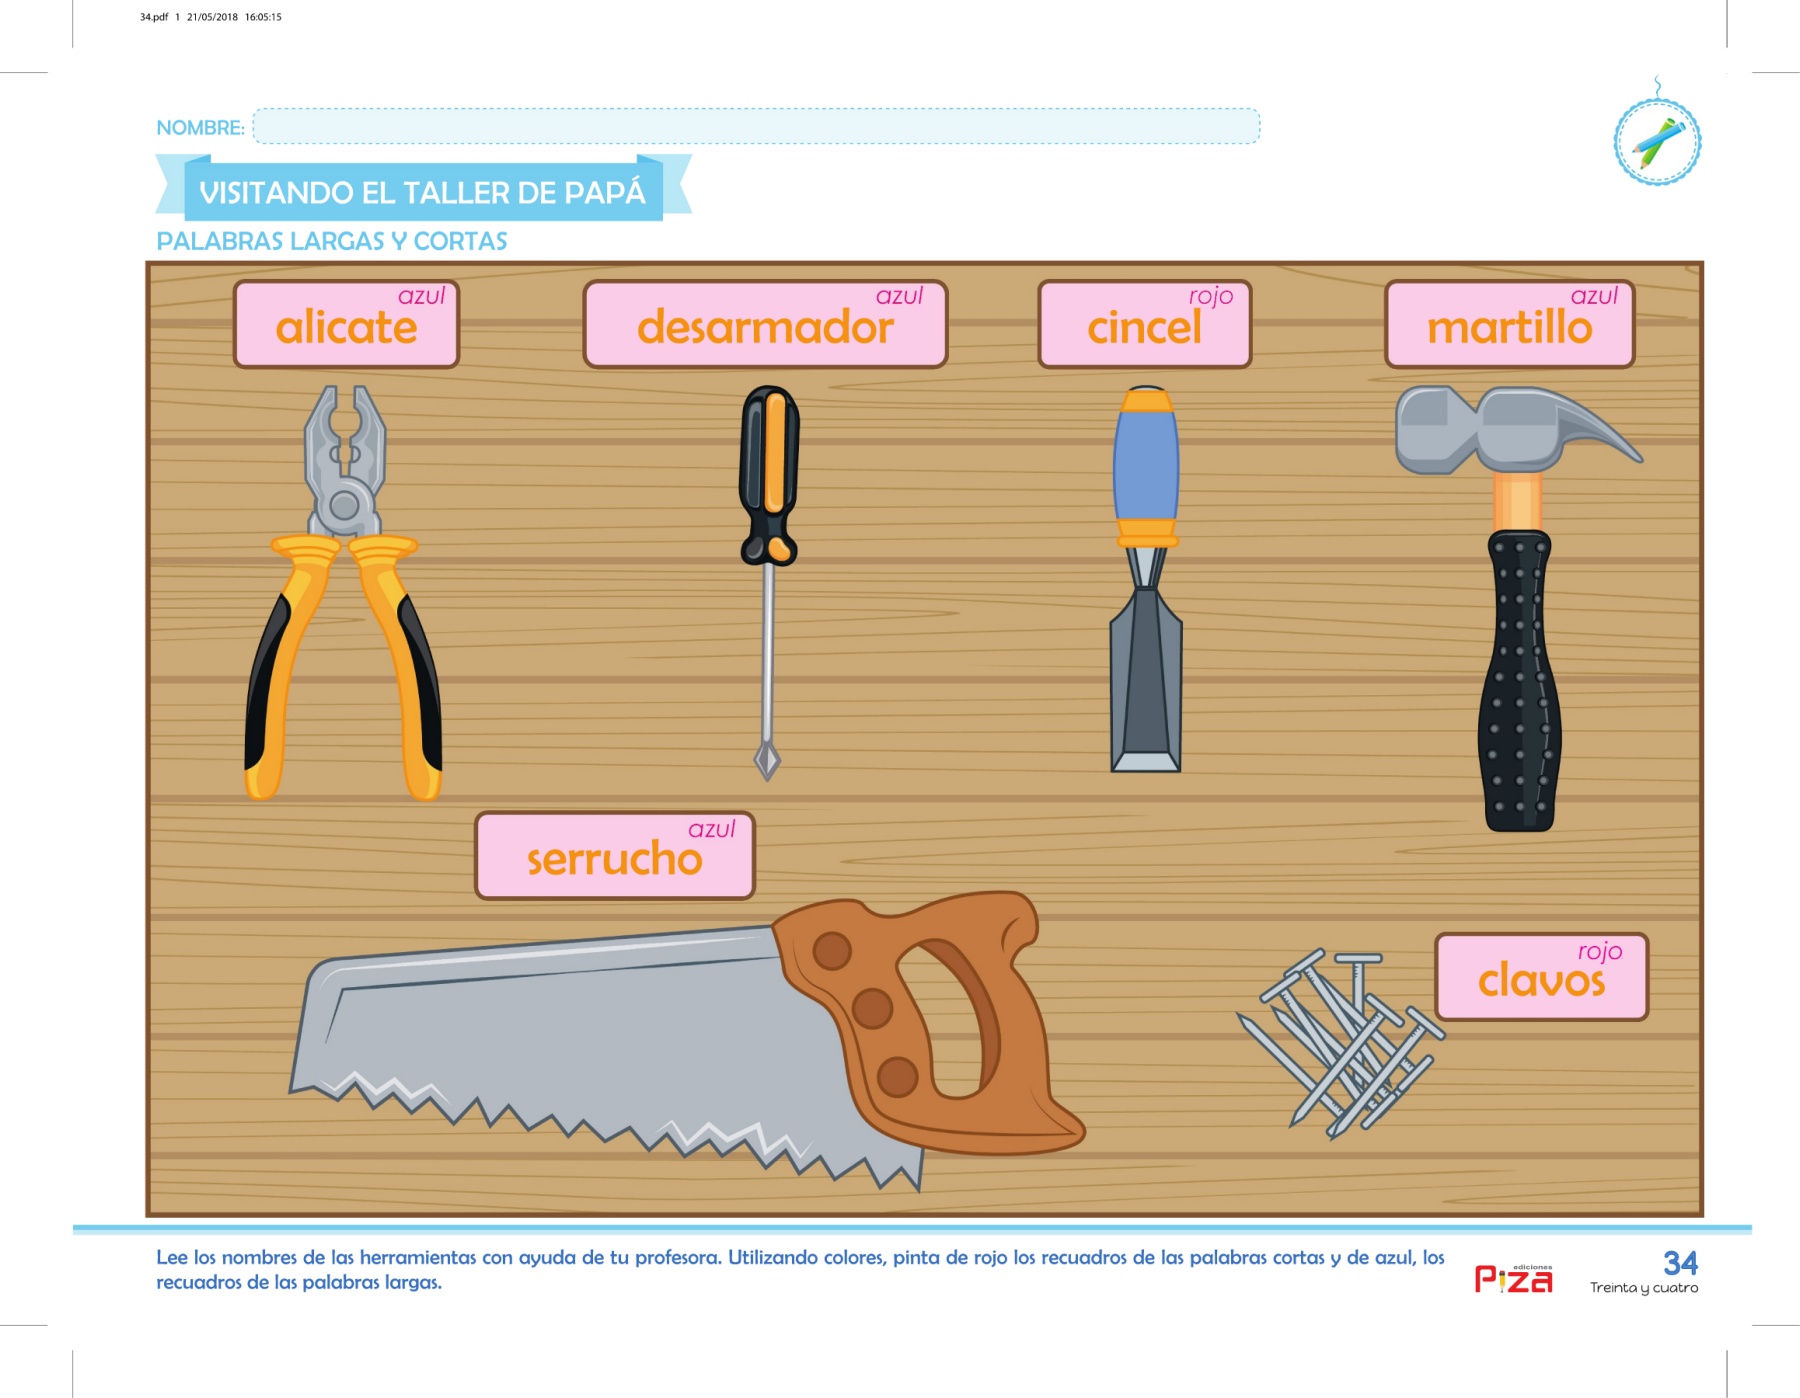 34.pdf 1 21/05/2018 16:05:15
NOMBRE:
VISITANDO EL TALLER DE PAPÁ
PALABRAS LARGAS Y CORTAS
azul
alicate
azul
desarmador
rojo
cincel
azul
martillo
azul
serrucho
rojo
clavos
Lee los nombres de las herramientas con ayuda de tu profesora. Utilizando colores, pinta de rojo los recuadros de las palabras cortas y de azul, los
recuadros de las palabras largas.
ediciones
Piza
34
Treinta y cuatro